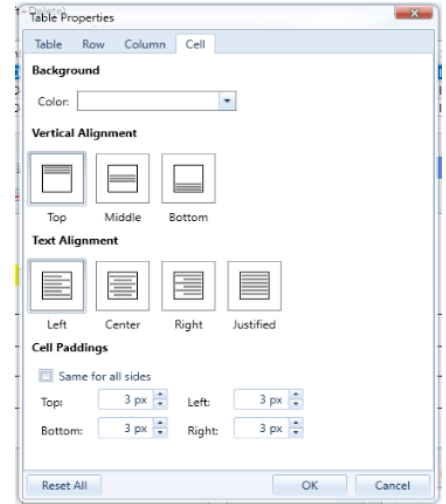 Table Properties
Table Row Column Cell
Background
Color:
Vertical Alignment
Top Middle Bottom
Text Alignment
Left Center Right Justified
Cell Paddings
Same for all sides
Top: 3 px Left: 3 px
Bottom: 3 px Right: 3 px
Reset All OK Cancel